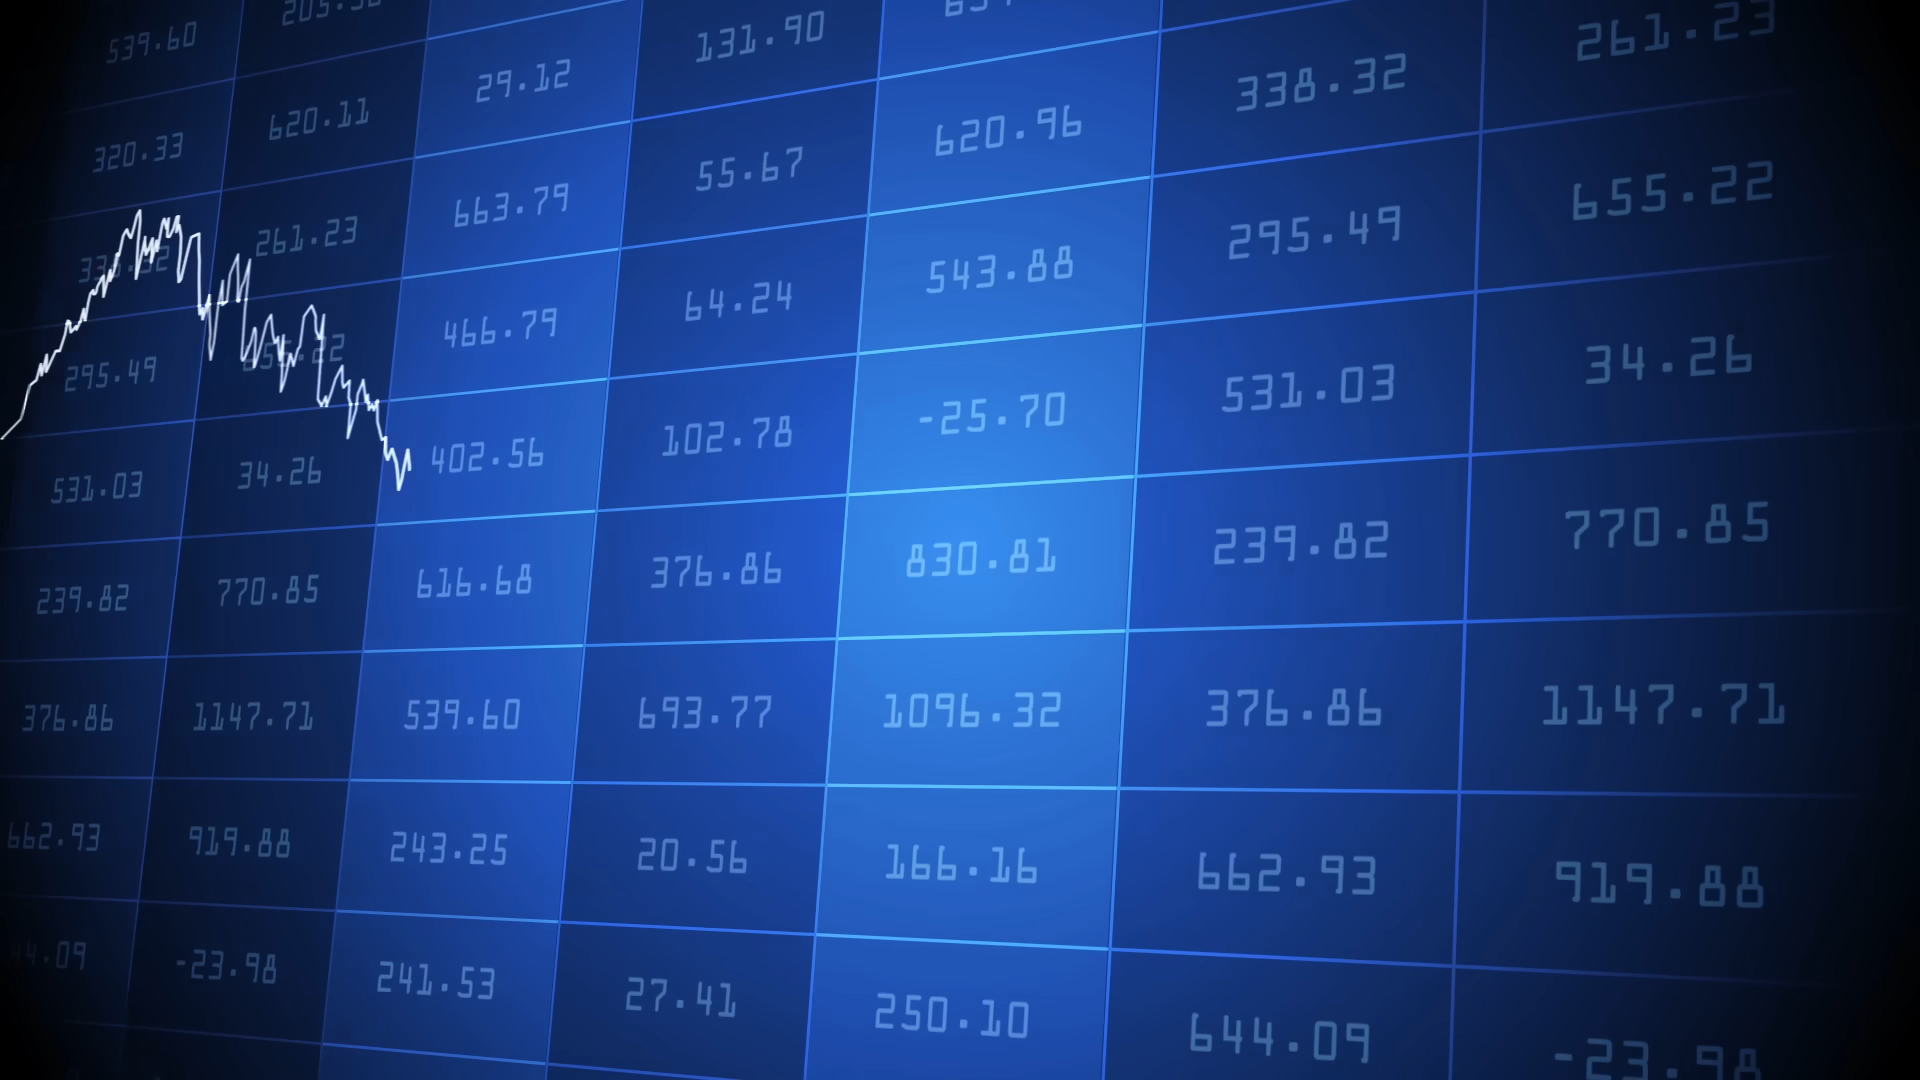 539.60 131.90 261.23
320.33 620.11 29.12 55.67 620.96 338.32 655.22
261.23 663.79 64.24 543.88 295.49 34.26
295.49 466.79 102.78 -25.70 531.03 770.85
531.03 34.26 402.56 376.86 830.81 239.82 1147.71
239.82 770.85 616.68 693.77 1096.32 376.86 919.88
376.86 1147.71 539.60 20.56 166.16 662.93 -23.98
662.93 919.88 243.25 27.41 250.10 644.09
-23.98 241.53